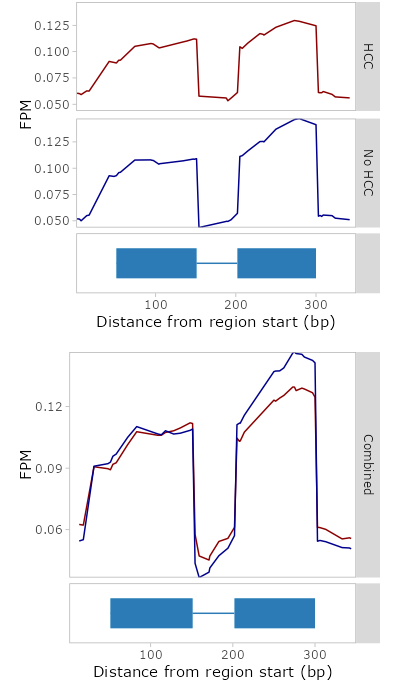 0.125
0.100
0.075
0.050
HCC
FPM
0.125
0.100
0.075
0.050
No HCC
100 200 300
Distance from region start (bp)
0.12
0.09
0.06
FPM
Combined
100 200 300
Distance from region start (bp)